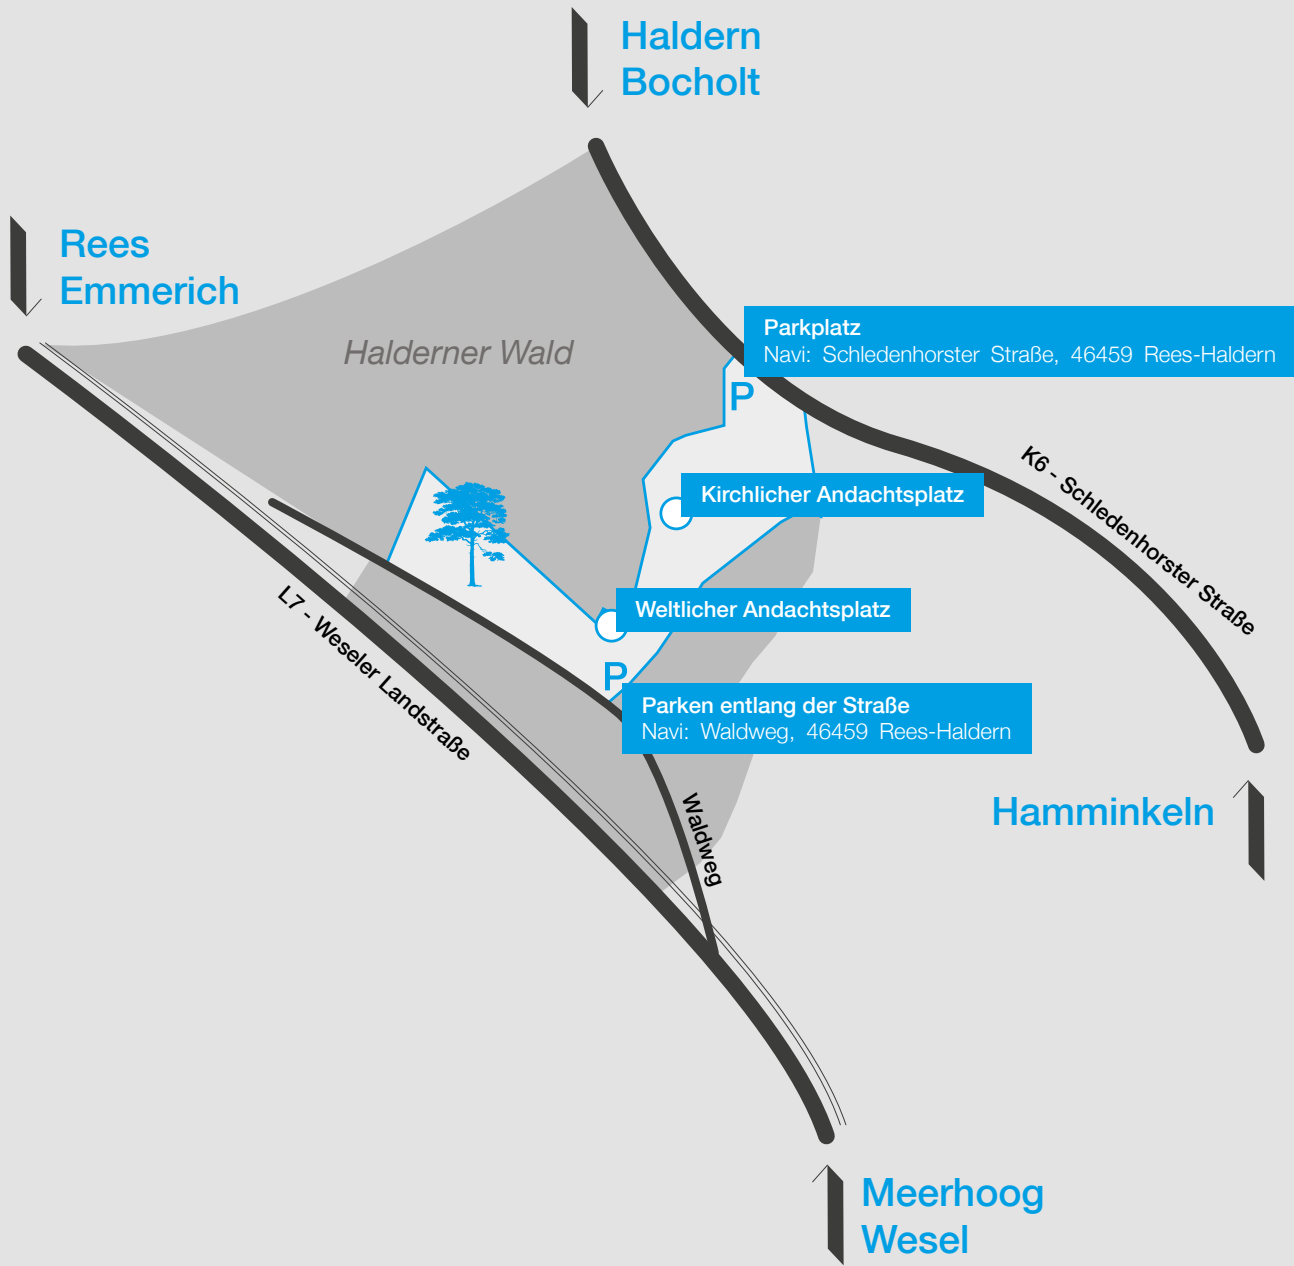 Haldern
Bocholt
Rees
Emmerich
Halderner Wald
Parkplatz
Navi: Schledenhorster Straße, 46459 Rees-Haldern
P
K6 - Schledenhorster Straße
Kirchlicher Andachtsplatz
Weltlicher Andachtsplatz
L7 - Weseler Landstraße
P
Parken entlang der Straße
Navi: Waldweg, 46459 Rees-Haldern
Waldweg
Hamminkeln
Meerhoog
Wesel